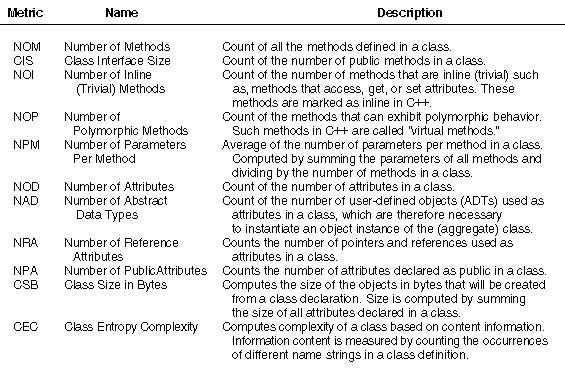 Metric Name Description
NOM Number of Methods Count of all the methods defined in a class.
CIS Class Interface Size Count of the number of public methods in a class.
NOI Number of Inline Count of the number of methods that are inline (trivial) such
(Trivial) Methods as, methods that access, get, or set attributes. These
methods are marked as inline in C++.
NOP Number of Count of the methods that can exhibit polymorphic behavior.
Polymorphic Methods Such methods in C++ are called "virtual methods."
NPM Number of Parameters Average of the number of parameters per method in a class.
Per Method Computed by summing the parameters of all methods and
dividing by the number of methods in a class.
NOD Number of Attributes Count of the number of attributes in a class.
NAD Number of Abstract Count of the number of user-defined objects (ADTs) used as
Data Types attributes in a class, which are therefore necessary
to instantiate an object instance of the (aggregate) class.
NRA Number of Reference Counts the number of pointers and references used as
Attributes attributes in a class.
NPA Number of PublicAttributes Counts the number of attributes declared as public in a class.
CSB Class Size in Bytes Computes the size of the objects in bytes that will be created
from a class declaration. Size is computed by summing
the size of all attributes declared in a class.
CEC Class Entropy Complexity Computes complexity of a class based on content information.
Information content is measured by counting the occurrences
of different name strings in a class definition.